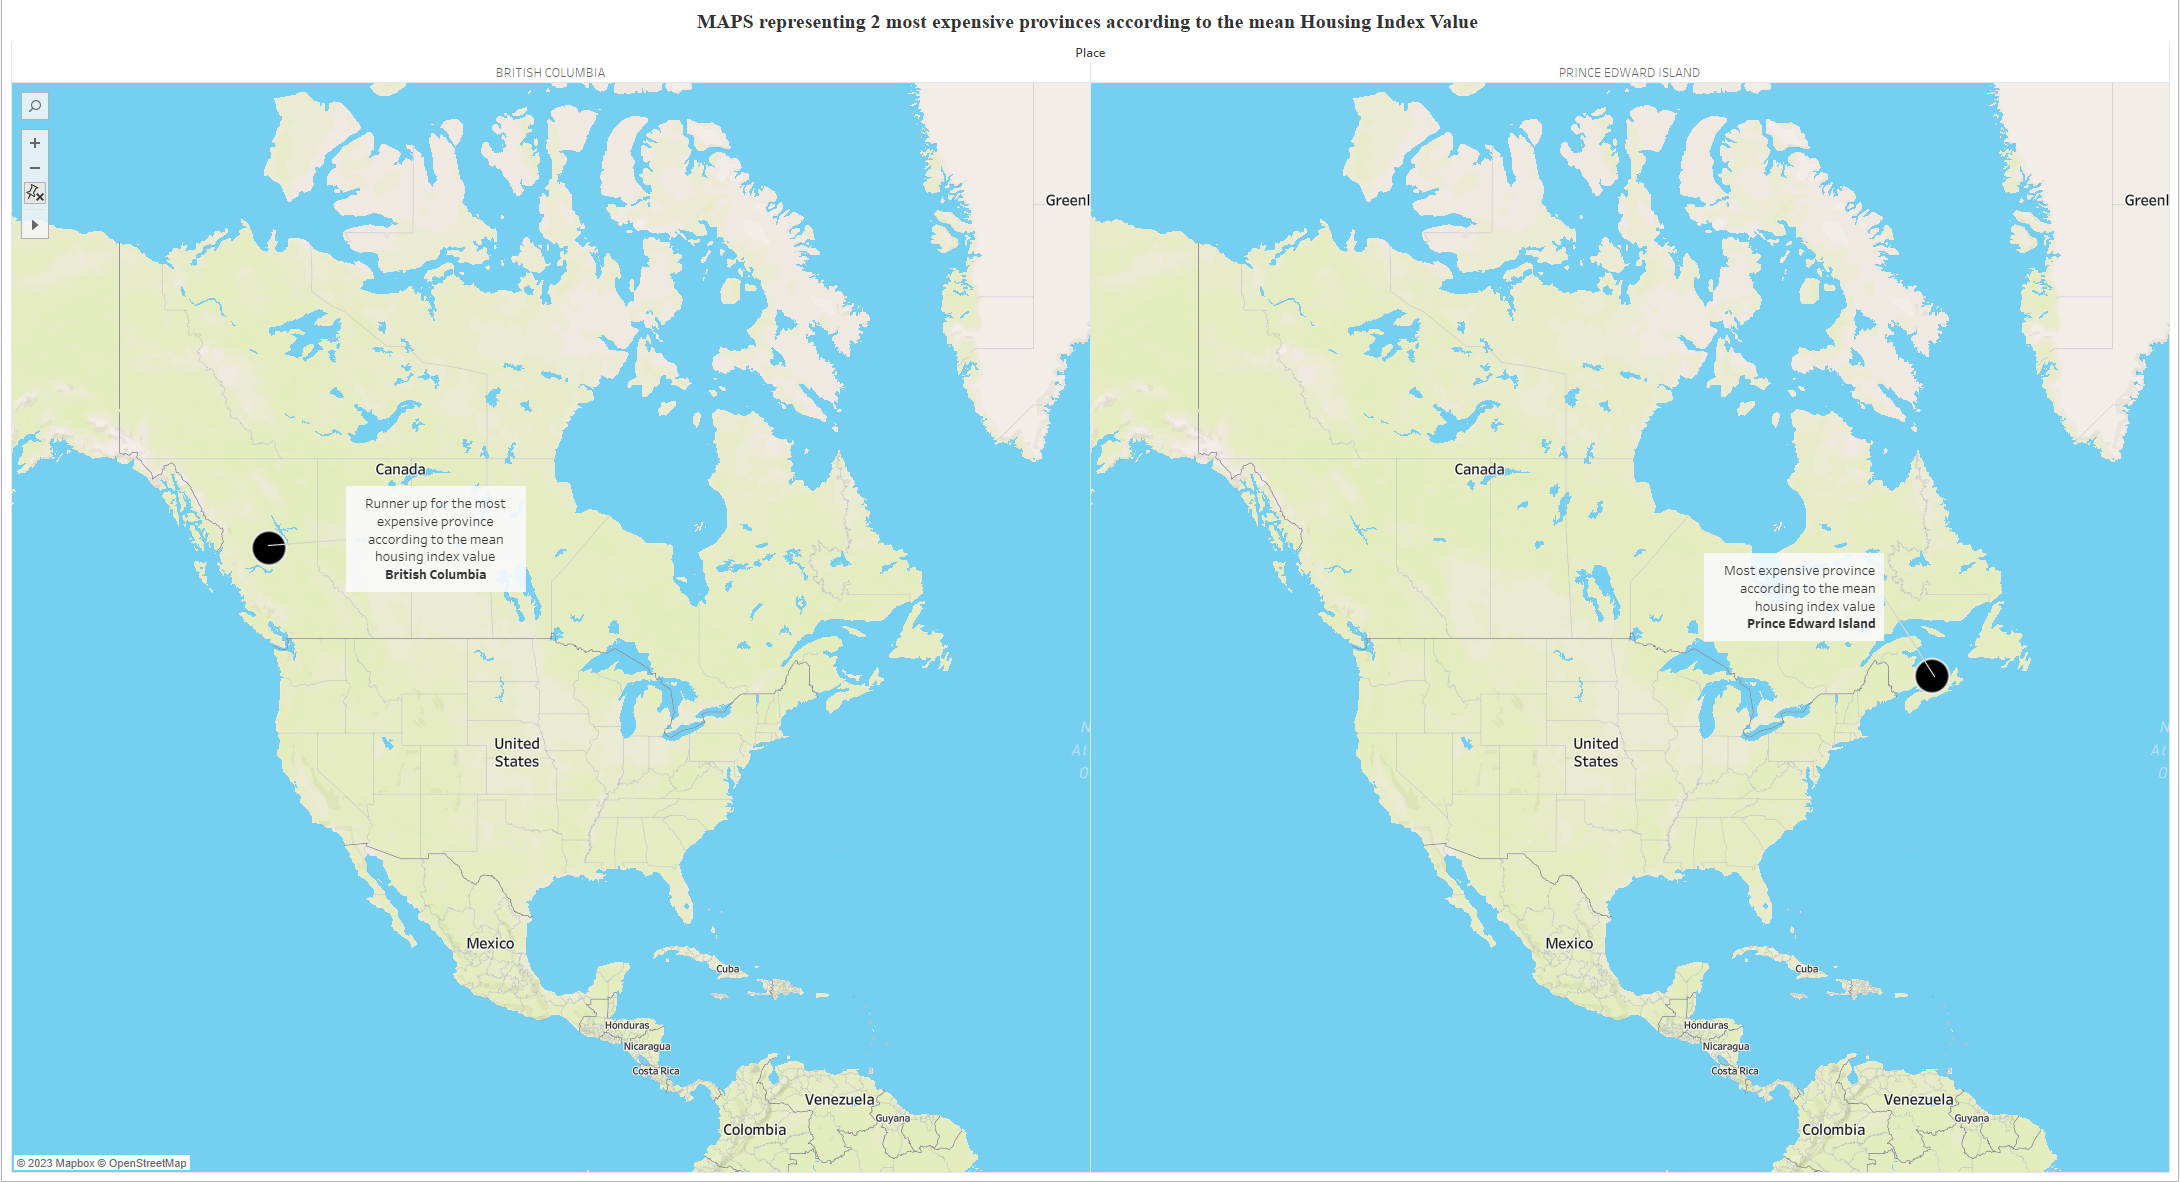 MAPS representing 2 most expensive provinces according to the mean Housing Index Value
Place
BRITISH COLUMBIA
PRINCE EDWARD ISLAND
+
−
Greenl
Canada
Runner up for the most
expensive province
according to the mean
housing index value
British Columbia
United
States
N
At
O
Mexico
Cuba
Honduras
Nicaragua
Costa Rica
Venezuela
Guyana
Colombia
© 2023 Mapbox © OpenStreetMap
Greenl
Canada
Most expensive province
according to the mean
housing index value
Prince Edward Island
United
States
N
At
O
Mexico
Cuba
Honduras
Nicaragua
Costa Rica
Venezuela
Guyana
Colombia